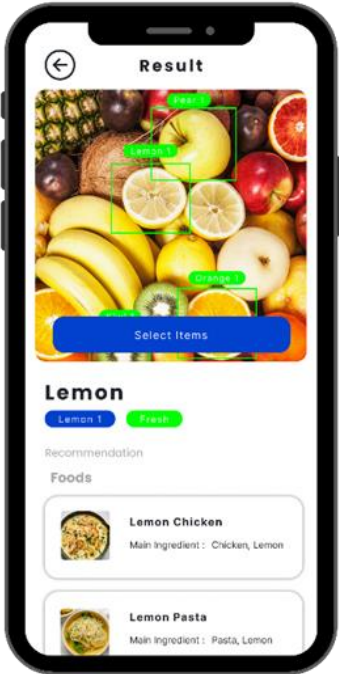 Result
Pear 1
Lemon 1
Orange 1
Select Items
Lemon
Lemon 1
Fresh
Recommendation
Foods
Lemon Chicken
Main Ingredient : Chicken, Lemon
Lemon Pasta
Main Ingredient : Pasta, Lemon